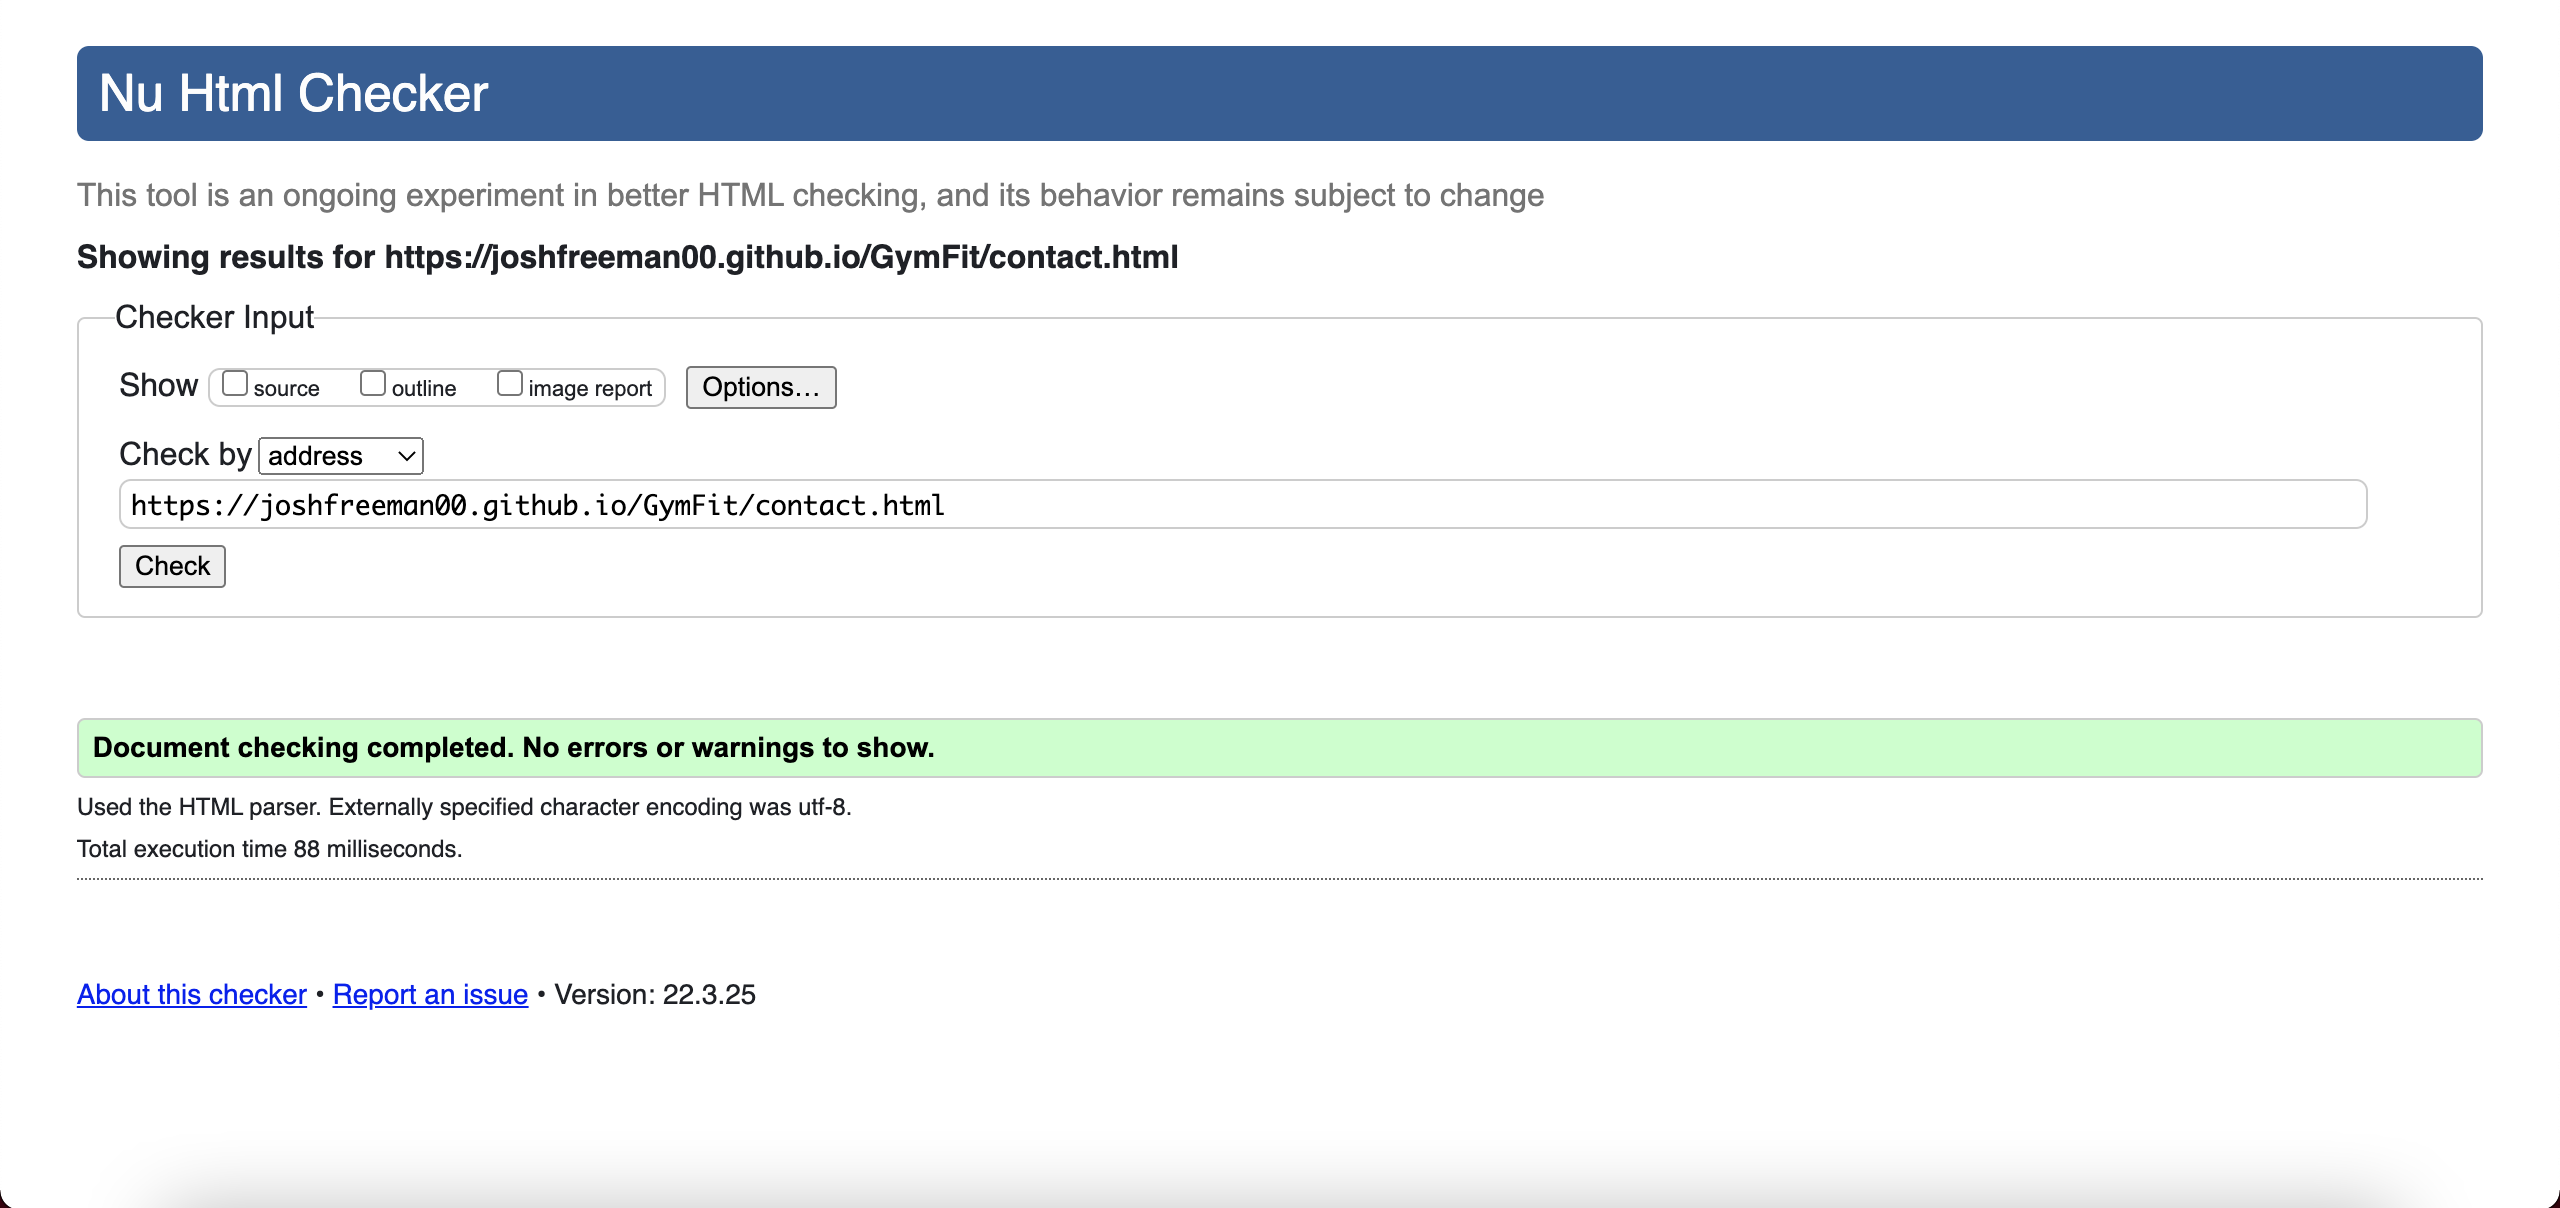 Nu Html Checker
This tool is an ongoing experiment in better HTML checking, and its behavior remains subject to change
Showing results for https://joshfreeman00.github.io/GymFit/contact.html
Checker Input
Show source outline image report Options...
Check by address
https://joshfreeman00.github.io/GymFit/contact.html
Check
Document checking completed. No errors or warnings to show.
Used the HTML parser. Externally specified character encoding was utf-8.
Total execution time 88 milliseconds.
About this checker • Report an issue • Version: 22.3.25